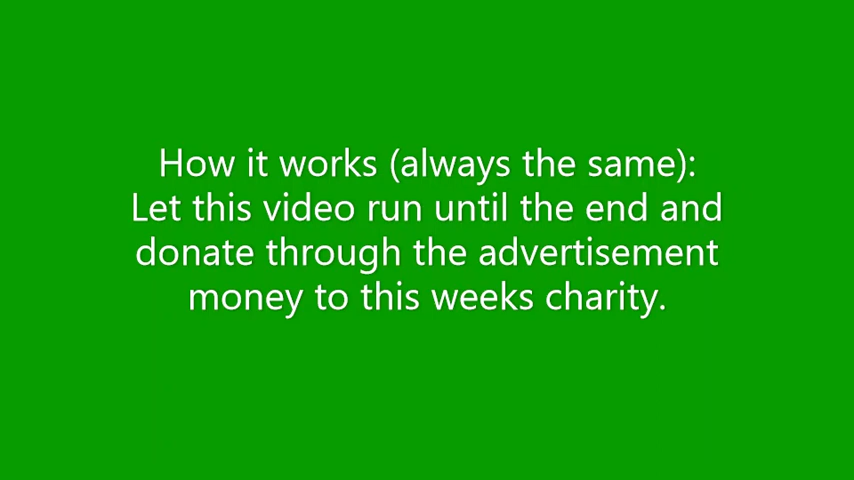 How it works (always the same):
Let this video run until the end and
donate through the advertisement
money to this weeks charity.